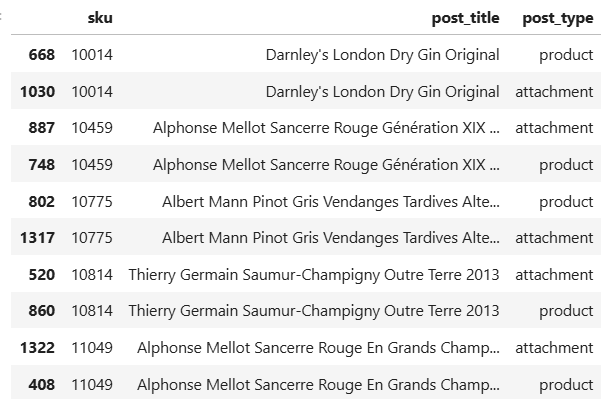 sku post_title post_type
668 10014 Darnley's London Dry Gin Original product
1030 10014 Darnley's London Dry Gin Original attachment
887 10459 Alphonse Mellot Sancerre Rouge Génération XIX ... attachment
748 10459 Alphonse Mellot Sancerre Rouge Génération XIX ... product
802 10775 Albert Mann Pinot Gris Vendanges Tardives Alte... product
1317 10775 Albert Mann Pinot Gris Vendanges Tardives Alte... attachment
520 10814 Thierry Germain Saumur-Champigny Outre Terre 2013 attachment
860 10814 Thierry Germain Saumur-Champigny Outre Terre 2013 product
1322 11049 Alphonse Mellot Sancerre Rouge En Grands Champ... attachment
408 11049 Alphonse Mellot Sancerre Rouge En Grands Champ... product